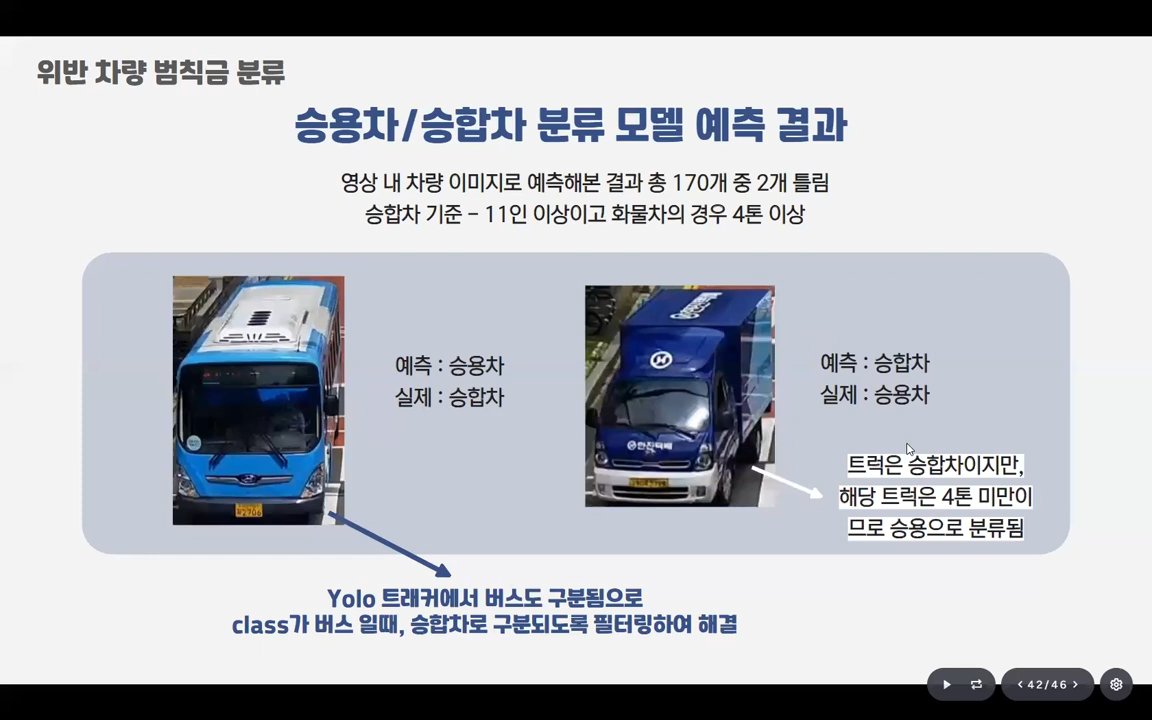 위반 차량 범칙금 분류
승용차/승합차 분류 모델 예측 결과
영상 내 차량 이미지로 예측해본 결과 총 170개 중 2개 틀림
승합차 기준 - 11인 이상이고 화물차의 경우 4톤 이상
예측 : 승용차
실제 : 승합차
한진택배
예측 : 승합차
실제 : 승용차
트럭은 승합차이지만,
해당 트럭은 4톤 미만이
므로 승용으로 분류됨
Yolo 트래커에서 버스도 구분됨으로
class가 버스 일때, 승합차로 구분되도록 필터링하여 해결
42/46